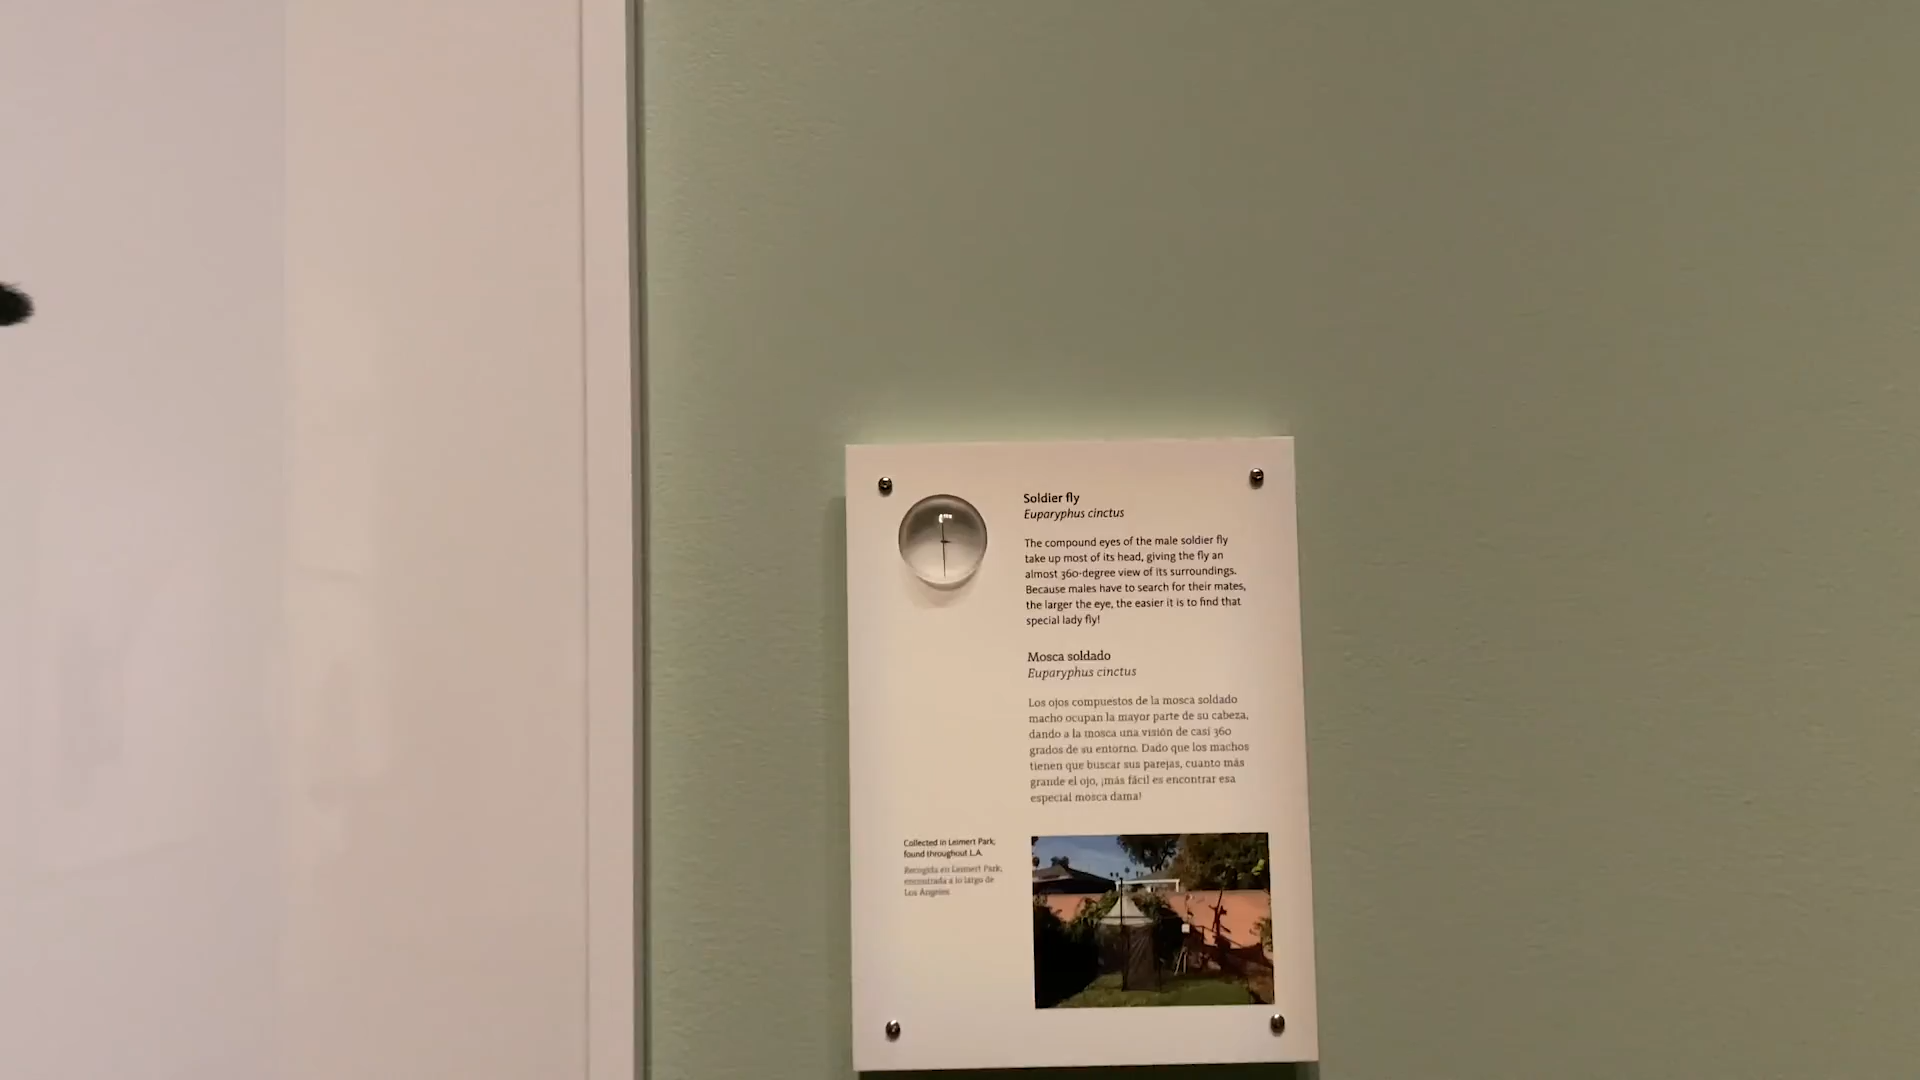 Soldier fly
Euparyphus cinctus
The compound eyes of the male soldier fly
take up most of its head, giving the fly an
almost 360-degree view of its surroundings.
Because males have to search for their mates,
the larger the eye, the easier it is to find that
special lady fly!
Mosca soldado
Euparyphus cinctus
Los ojos compuestos de la mosca soldado
macho ocupan la mayor parte de su cabeza,
dando a la mosca una visión de casi 360
grados de su entorno. Dado que los machos
tienen que buscar sus parejas, cuanto más
grande el ojo, ¡más fácil es encontrar esa
especial mosca dama!
Collected in Leimert Park;
found throughout L.A.
Recogida en Leimert Park;
encontrada a lo largo de
Los Angeles